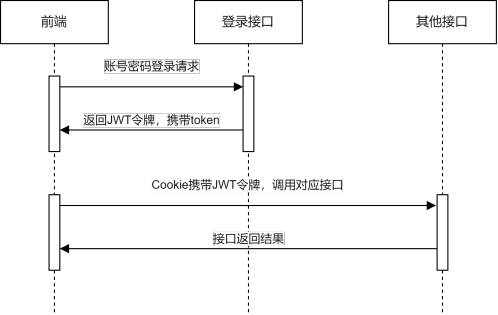 前端
登录接口
其他接口
账号密码登录请求
返回JWT令牌，携带token
Cookie携带JWT令牌，调用对应接口
接口返回结果